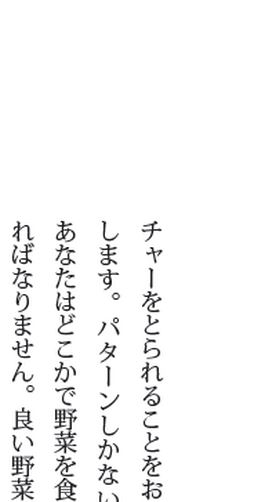 チャーをとられることをお
します。パターンしかない
あなたはどこかで野菜を食
ればなりません。良い野菜